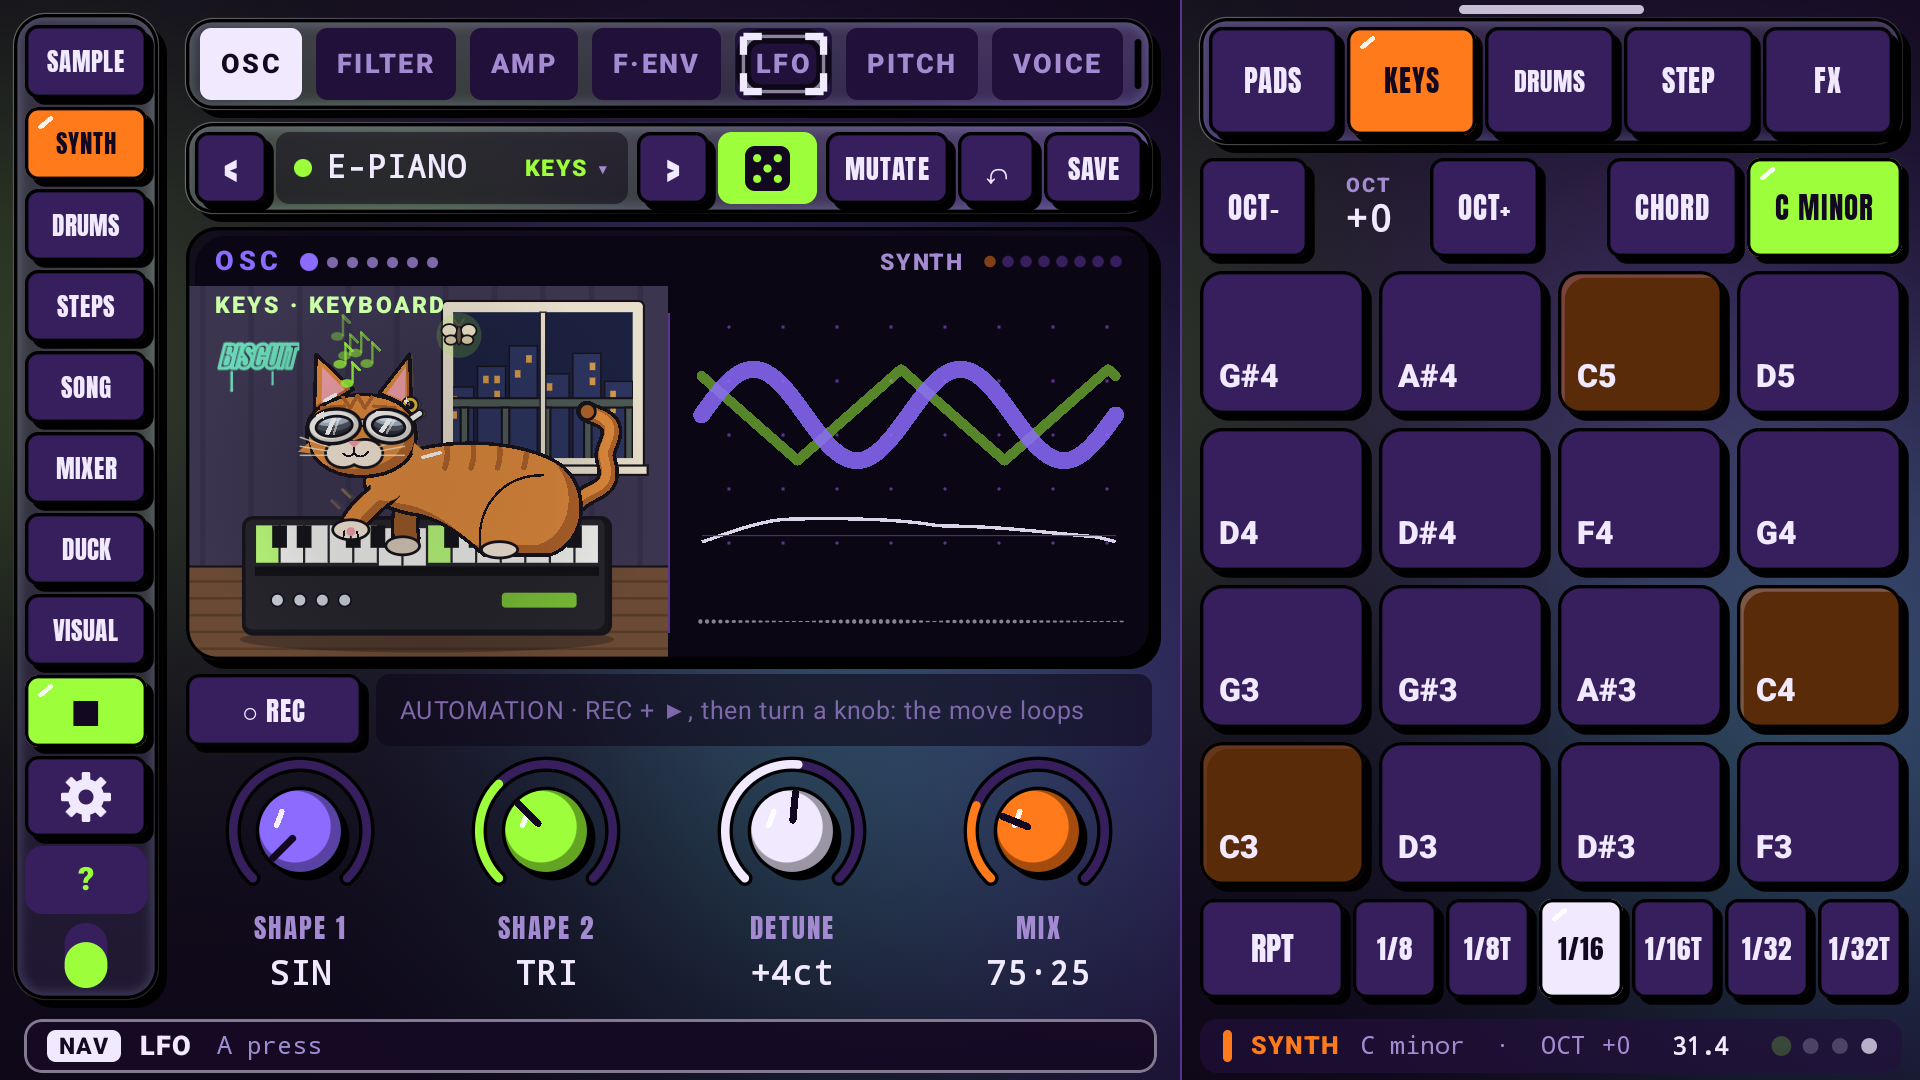 SAMPLE
SYNTH
DRUMS
STEPS
SONG
MIXER
DUCK
VISUAL
?
OSC FILTER AMP F·ENV LFO PITCH VOICE
< E-PIANO KEYS ▾ > MUTATE SAVE
OSC SYNTH
KEYS · KEYBOARD
BISCUIT
○ REC AUTOMATION · REC + ▶, then turn a knob: the move loops
SHAPE 1 SHAPE 2 DETUNE MIX
SIN TRI +4ct 75·25
NAV LFO A press
PADS KEYS DRUMS STEP FX
OCT- OCT +0 OCT+ CHORD C MINOR
G#4 A#4 C5 D5
D4 D#4 F4 G4
G3 G#3 A#3 C4
C3 D3 D#3 F3
RPT 1/8 1/8T 1/16 1/16T 1/32 1/32T
SYNTH C minor · OCT +0 31.4